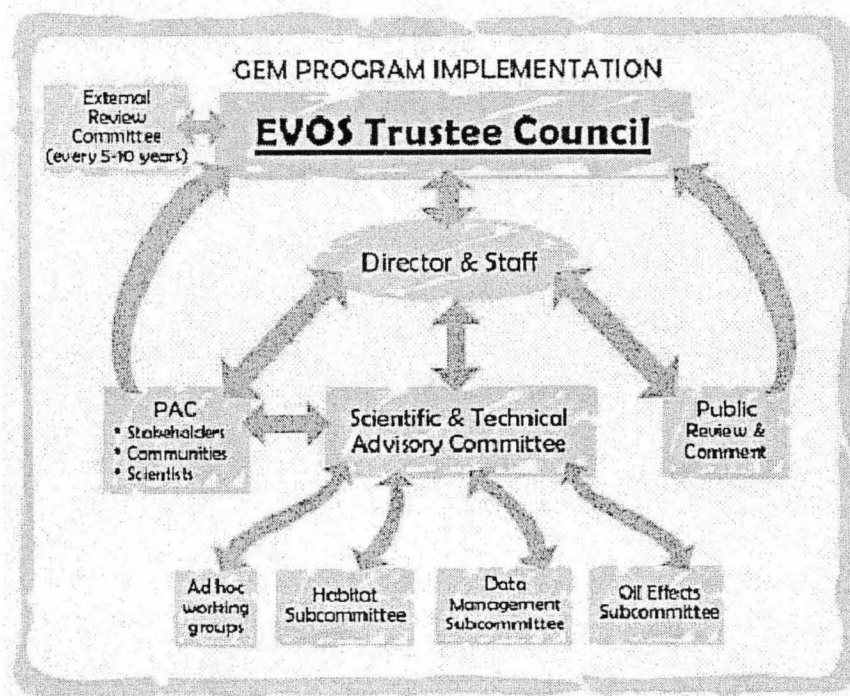 GEM PROGRAM IMPLEMENTATION
External
Review
Committee
(every 5-10 years)
EVOS Trustee Council
Director & Staff
PAC
* Stakeholders
* Communities
* Scientists
Scientific & Technical
Advisory Committee
Public
Review &
Comment
Ad hoc
working
groups
Habitat
Subcommittee
Data
Management
Subcommittee
Oil Effects
Subcommittee